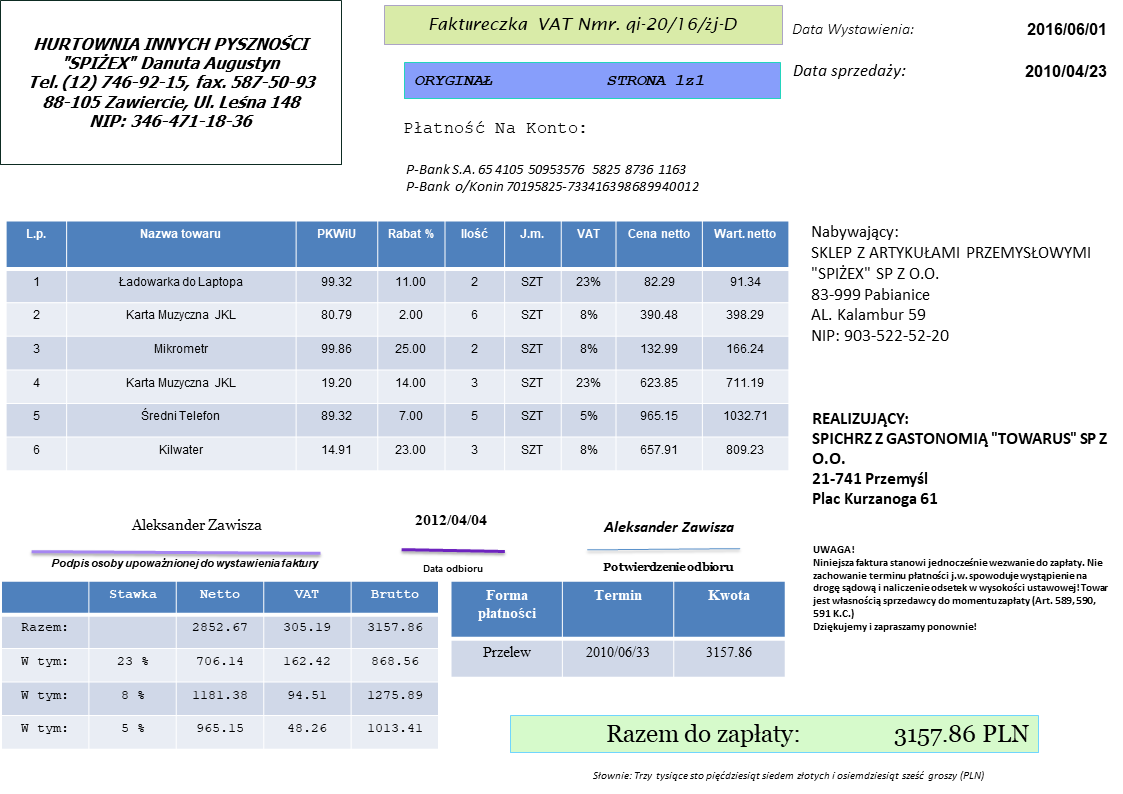 HURTOWNIA INNYCH PYSZNOŚCI
"SPIŻEX" Danuta Augustyn
Tel. (12) 746-92-15, fax. 587-50-93
88-105 Zawiercie, Ul. Leśna 148
NIP: 346-471-18-36
Faktureczka VAT Nmr. qi-20/16/żj-D
ORYGINAŁ STRONA 1z1
Data Wystawienia: 2016/06/01
Data sprzedaży: 2010/04/23
Płatność Na Konto:
P-Bank S.A. 65 4105 50953576 5825 8736 1163
P-Bank o/Konin 70195825-733416398689940012
L.p. Nazwa towaru PKWiU Rabat % Ilość J.m. VAT Cena netto Wart. netto
1 Ładowarka do Laptopa 99.32 11.00 2 SZT 23% 82.29 91.34
2 Karta Muzyczna JKL 80.79 2.00 6 SZT 8% 390.48 398.29
3 Mikrometr 99.86 25.00 2 SZT 8% 132.99 166.24
4 Karta Muzyczna JKL 19.20 14.00 3 SZT 23% 623.85 711.19
5 Średni Telefon 89.32 7.00 5 SZT 5% 965.15 1032.71
6 Kilwater 14.91 23.00 3 SZT 8% 657.91 809.23
Nabywający:
SKLEP Z ARTYKUŁAMI PRZEMYSŁOWYMI
"SPIŻEX" SP Z O.O.
83-999 Pabianice
AL. Kalambur 59
NIP: 903-522-52-20
REALIZUJĄCY:
SPICHRZ Z GASTONOMIĄ "TOWARUS" SP Z
O.O.
21-741 Przemyśl
Plac Kurzanoga 61
Aleksander Zawisza
Podpis osoby upoważnionej do wystawienia faktury
2012/04/04
Data odbioru
Aleksander Zawisza
Potwierdzenie odbioru
UWAGA!
Niniejsza faktura stanowi jednocześnie wezwanie do zapłaty. Nie
zachowanie terminu płatności j.w. spowoduje wystąpienie na
drogę sądową i naliczenie odsetek w wysokości ustawowej! Towar
jest własnością sprzedawcy do momentu zapłaty (Art. 589, 590,
591 K.C.)
Dziękujemy i zapraszamy ponownie!
Stawka Netto VAT Brutto
Razem: 2852.67 305.19 3157.86
W tym: 23 % 706.14 162.42 868.56
W tym: 8 % 1181.38 94.51 1275.89
W tym: 5 % 965.15 48.26 1013.41
Forma
płatności Termin Kwota
Przelew 2010/06/33 3157.86
Razem do zapłaty: 3157.86 PLN
Słownie: Trzy tysiące sto pięćdziesiąt siedem złotych i osiemdziesiąt sześć groszy (PLN)